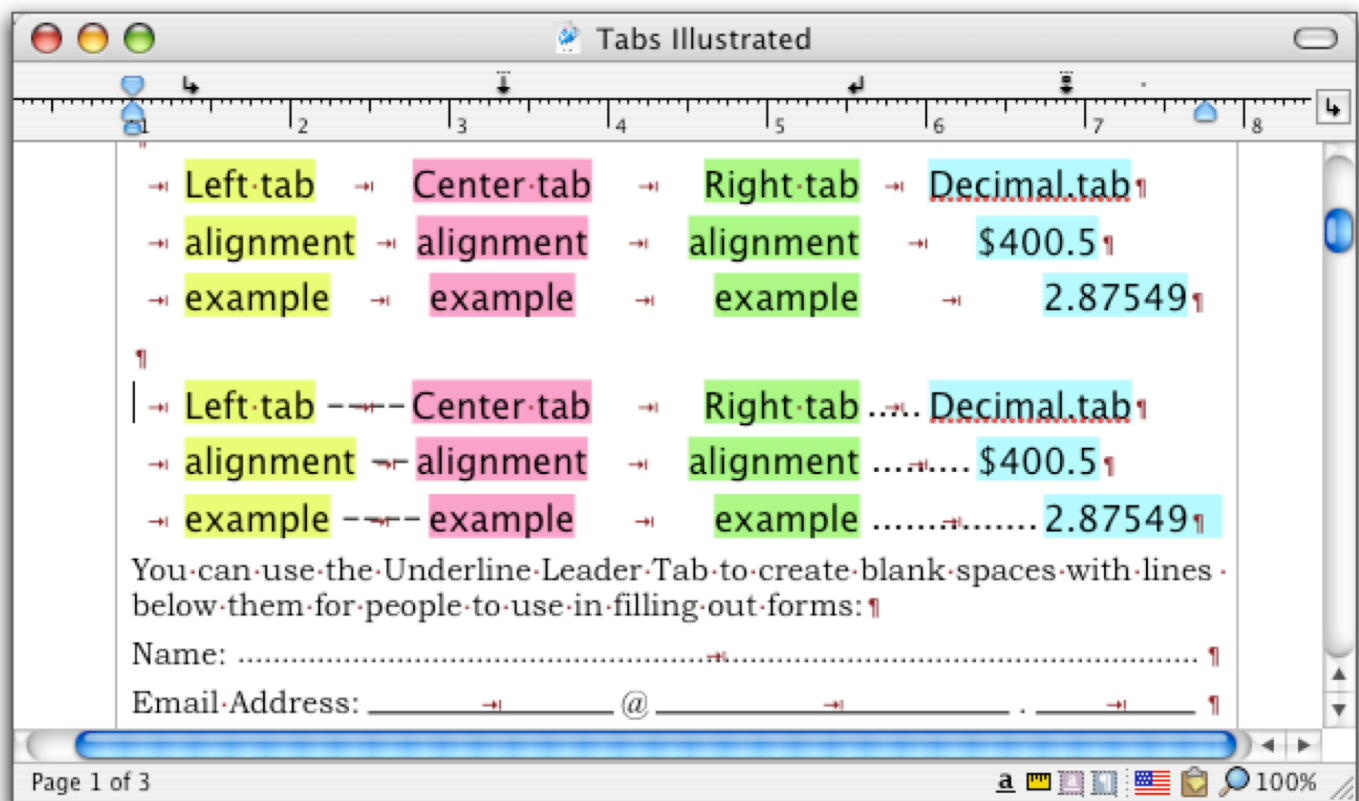 Tabs Illustrated
1 2 3 4 5 6 7 8
Left tab Center tab Right tab Decimal.tab
alignment alignment alignment $400.5
example example example 2.87549
Left tab ---- Center tab Right tab ..... Decimal.tab
alignment -- alignment alignment ......... $400.5
example ---- example example ............... 2.87549
You can use the Underline Leader Tab to create blank spaces with lines
below them for people to use in filling out forms:
Name: ................................................................................
Email Address: ____________ @ __________________ . ________
Page 1 of 3 a 100%